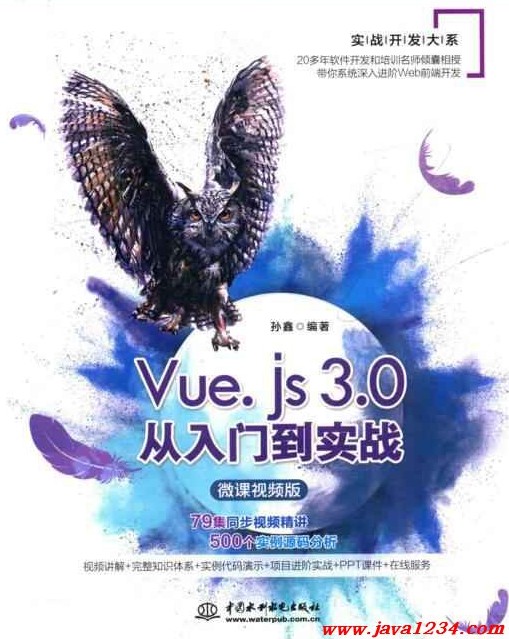 实战开发大系
20多年软件开发和培训名师倾囊相授
带你系统深入进阶Web前端开发
孙鑫◎编著
Vue.js 3.0
从入门到实战
微课视频版
79集同步视频精讲
500个实例源码分析
视频讲解+完整知识体系+实例代码演示+项目进阶实战+PPT课件+在线服务
中国水利水电出版社
www.waterpub.com.cn
www.java1234.com